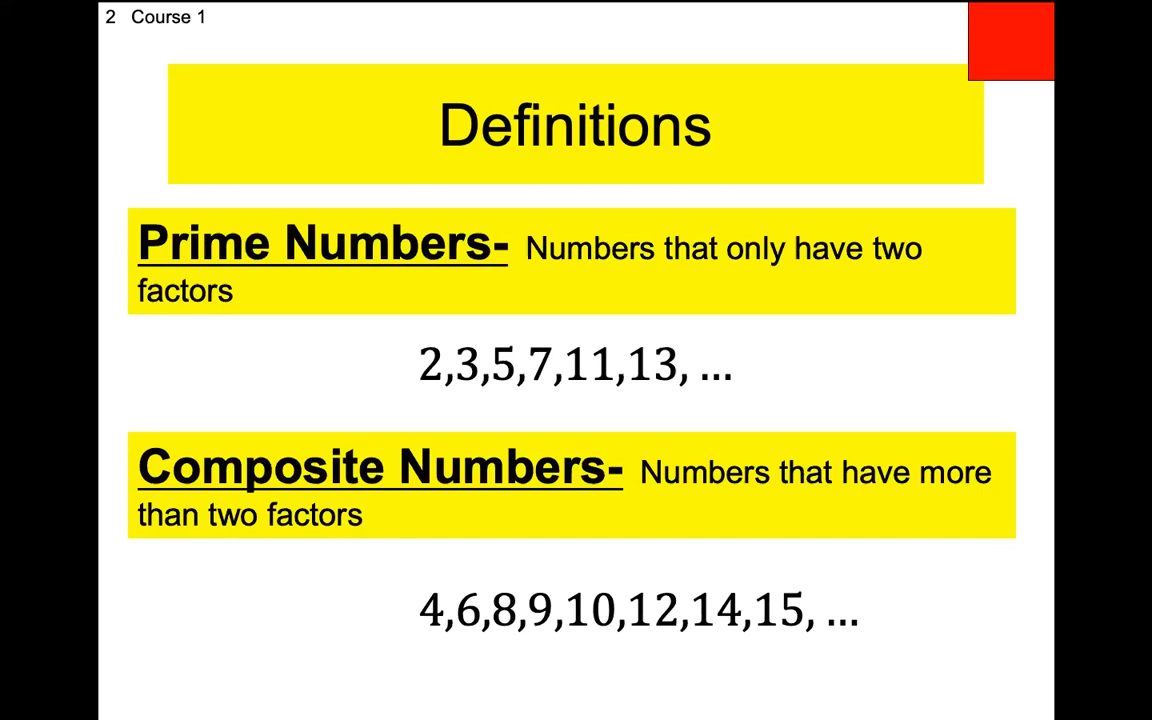 2 Course 1
Definitions
Prime Numbers- Numbers that only have two
factors
2,3,5,7,11,13, …
Composite Numbers- Numbers that have more
than two factors
4,6,8,9,10,12,14,15, …